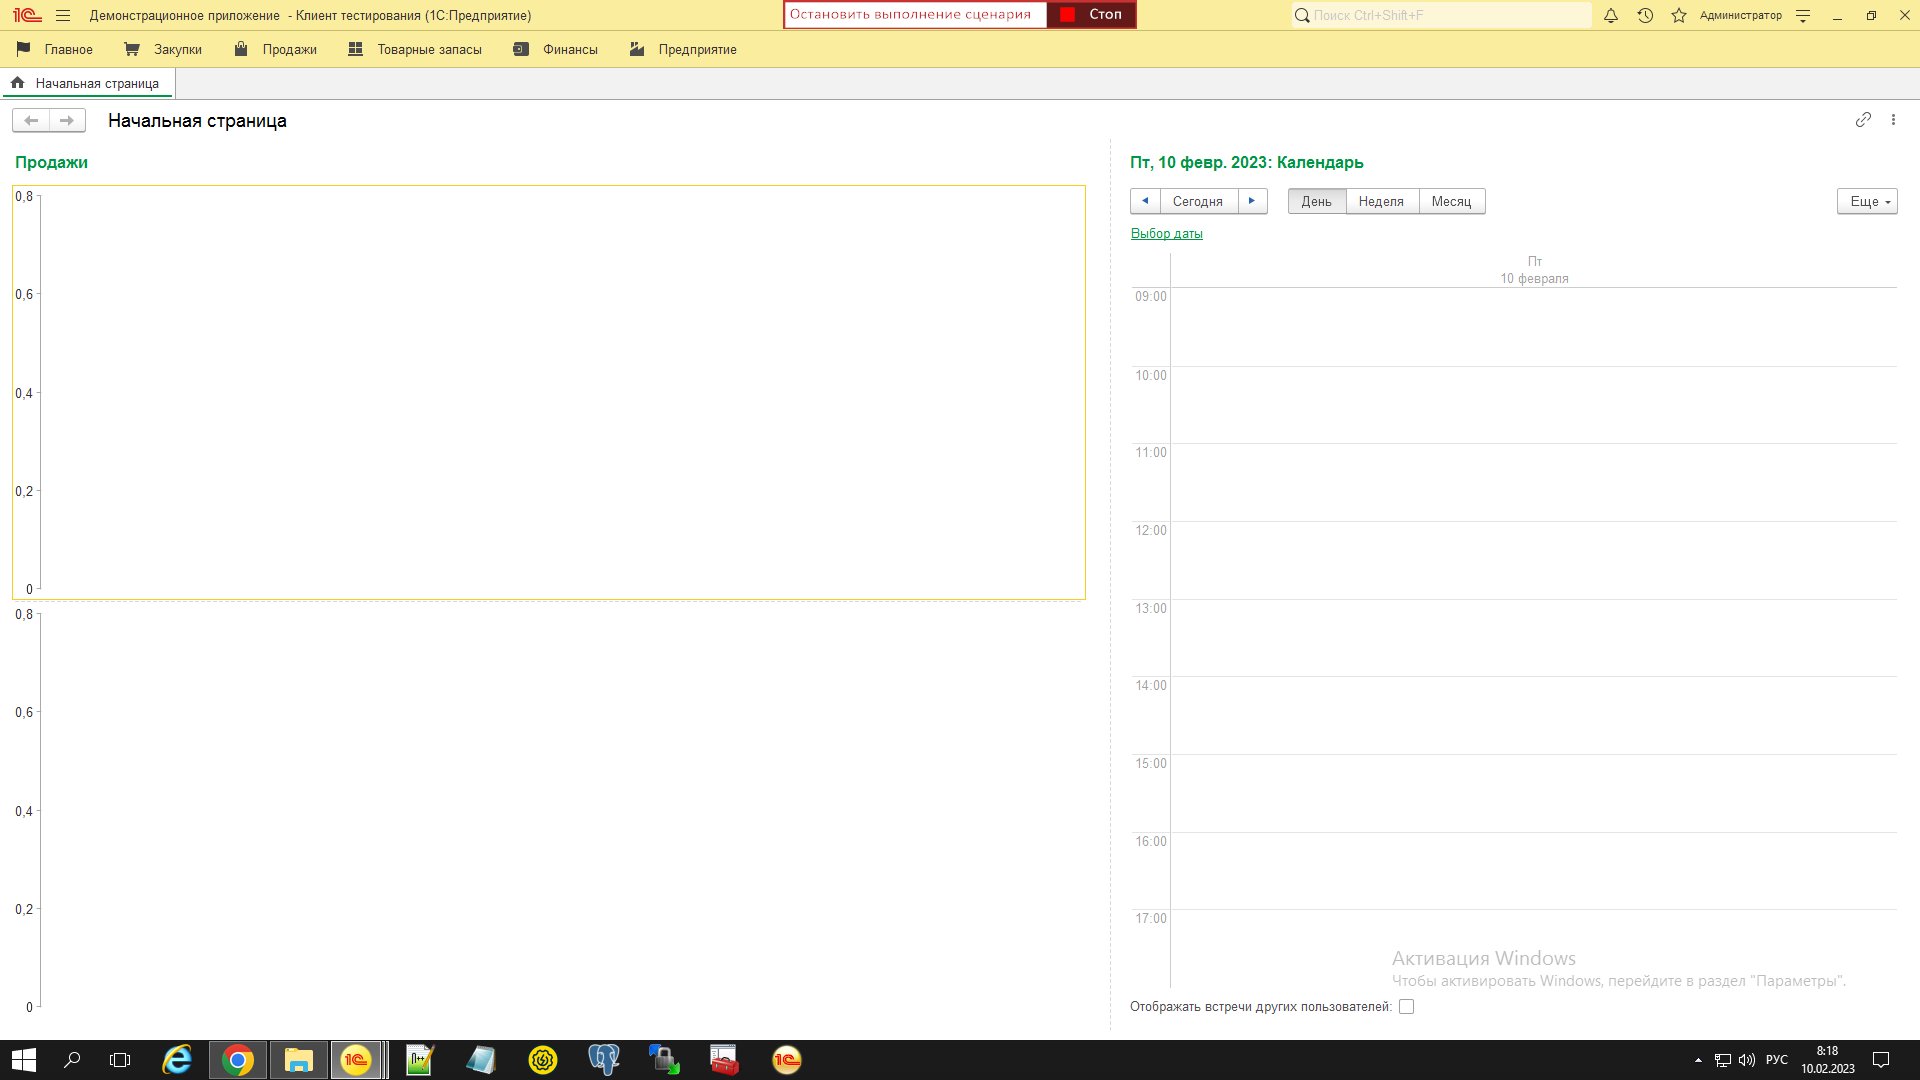 Демонстрационное приложение - Клиент тестирования (1С:Предприятие)
Остановить выполнение сценария Стоп
Поиск Ctrl+Shift+F
Администратор
Главное Закупки Продажи Товарные запасы Финансы Предприятие
Начальная страница
Начальная страница
Продажи
0,8
0,6
0,4
0,2
0
0,8
0,6
0,4
0,2
0
Пт, 10 февр. 2023: Календарь
Сегодня День Неделя Месяц Еще
Выбор даты
Пт
10 февраля
09:00
10:00
11:00
12:00
13:00
14:00
15:00
16:00
17:00
Активация Windows
Чтобы активировать Windows, перейдите в раздел "Параметры".
Отображать встречи других пользователей:
РУС
8:18
10.02.2023